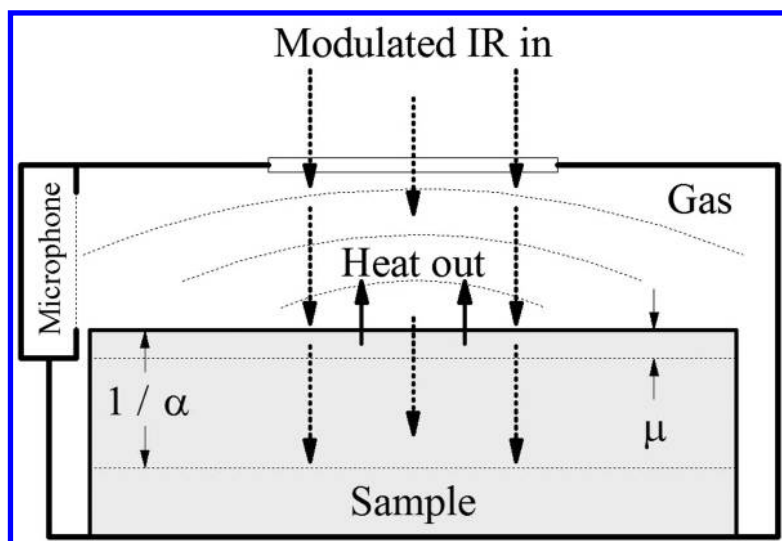 Modulated IR in
Microphone
Gas
Heat out
1 / α
μ
Sample